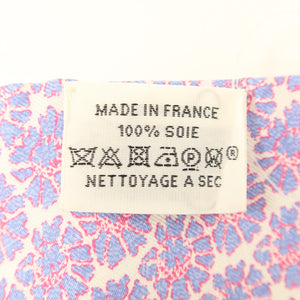 MADE IN FRANCE
100% SOIE
P ®
NETTOYAGE A SEC